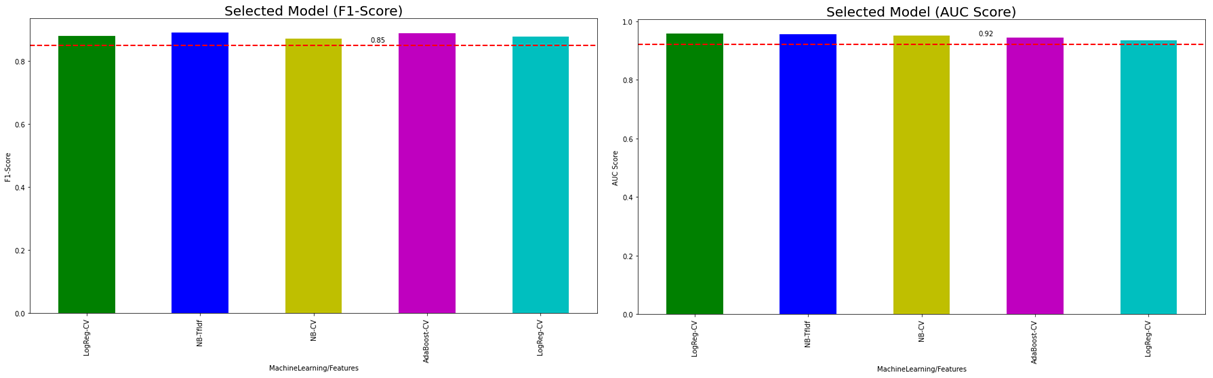 Selected Model (F1-Score)
0.85
0.8
0.6
0.4
0.2
0.0
F1-Score
LogReg-CV
NB-Tfidf
NB-CV
AdaBoost-CV
LogReg-CV
MachineLearning/Features
Selected Model (AUC Score)
1.0
0.92
0.8
0.6
0.4
0.2
0.0
AUC Score
LogReg-CV
NB-Tfidf
NB-CV
AdaBoost-CV
LogReg-CV
MachineLearning/Features